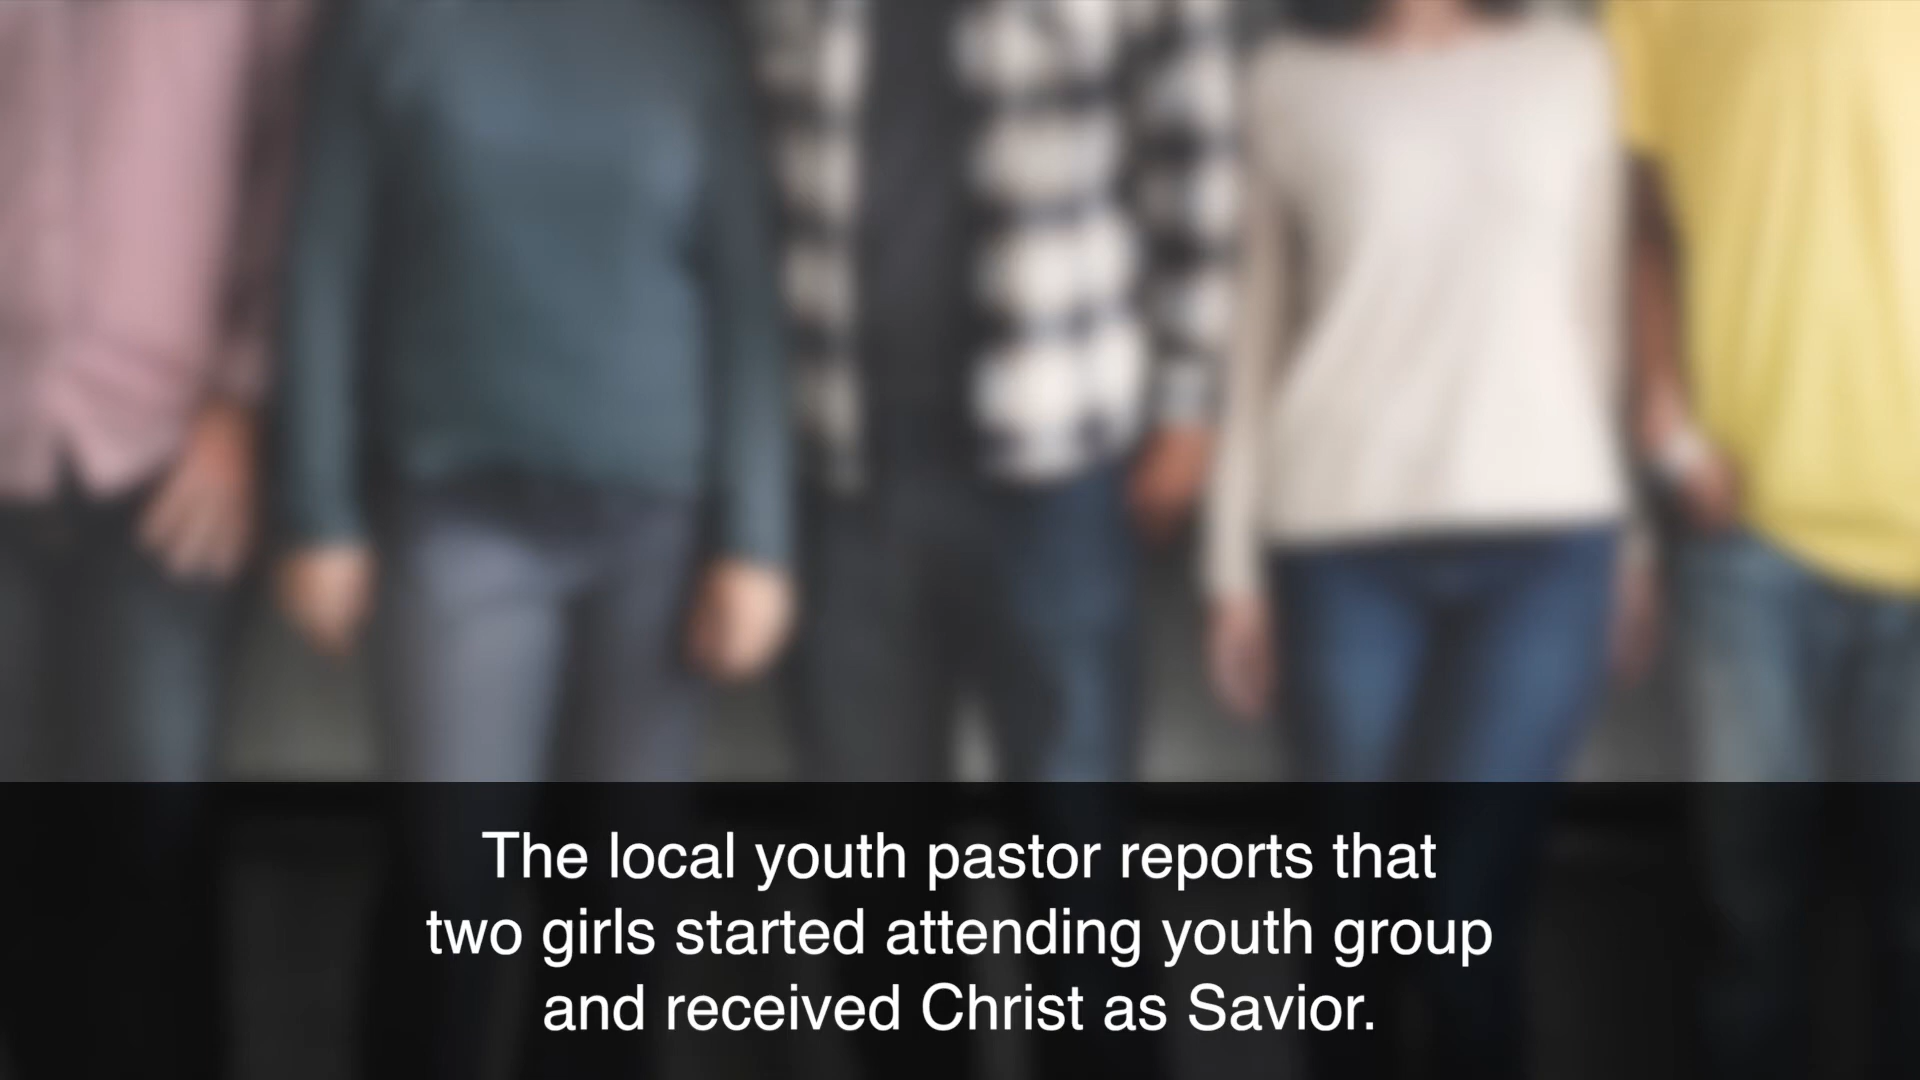 The local youth pastor reports that
two girls started attending youth group
and received Christ as Savior.